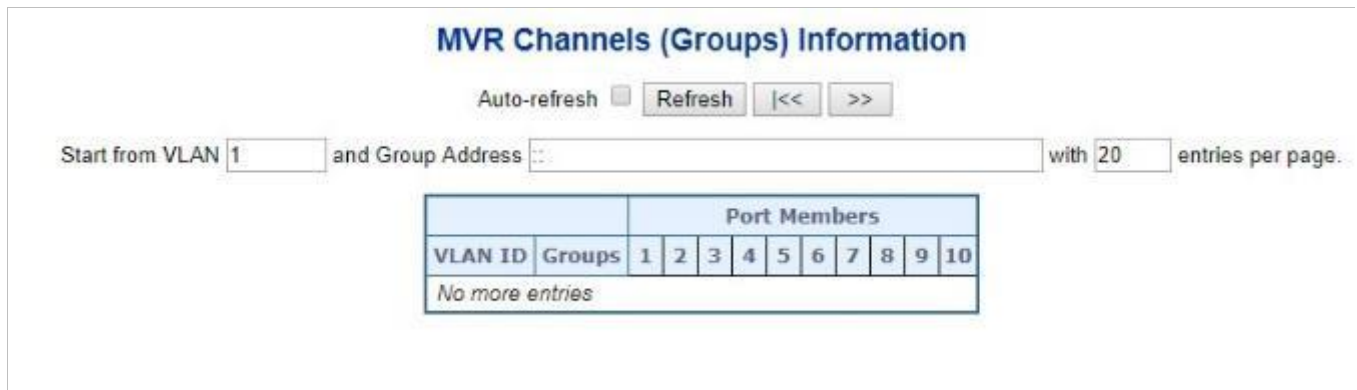 MVR Channels (Groups) Information
Auto-refresh Refresh |<< >>
Start from VLAN 1 and Group Address :: with 20 entries per page.
Port Members
VLAN ID Groups 1 2 3 4 5 6 7 8 9 10
No more entries